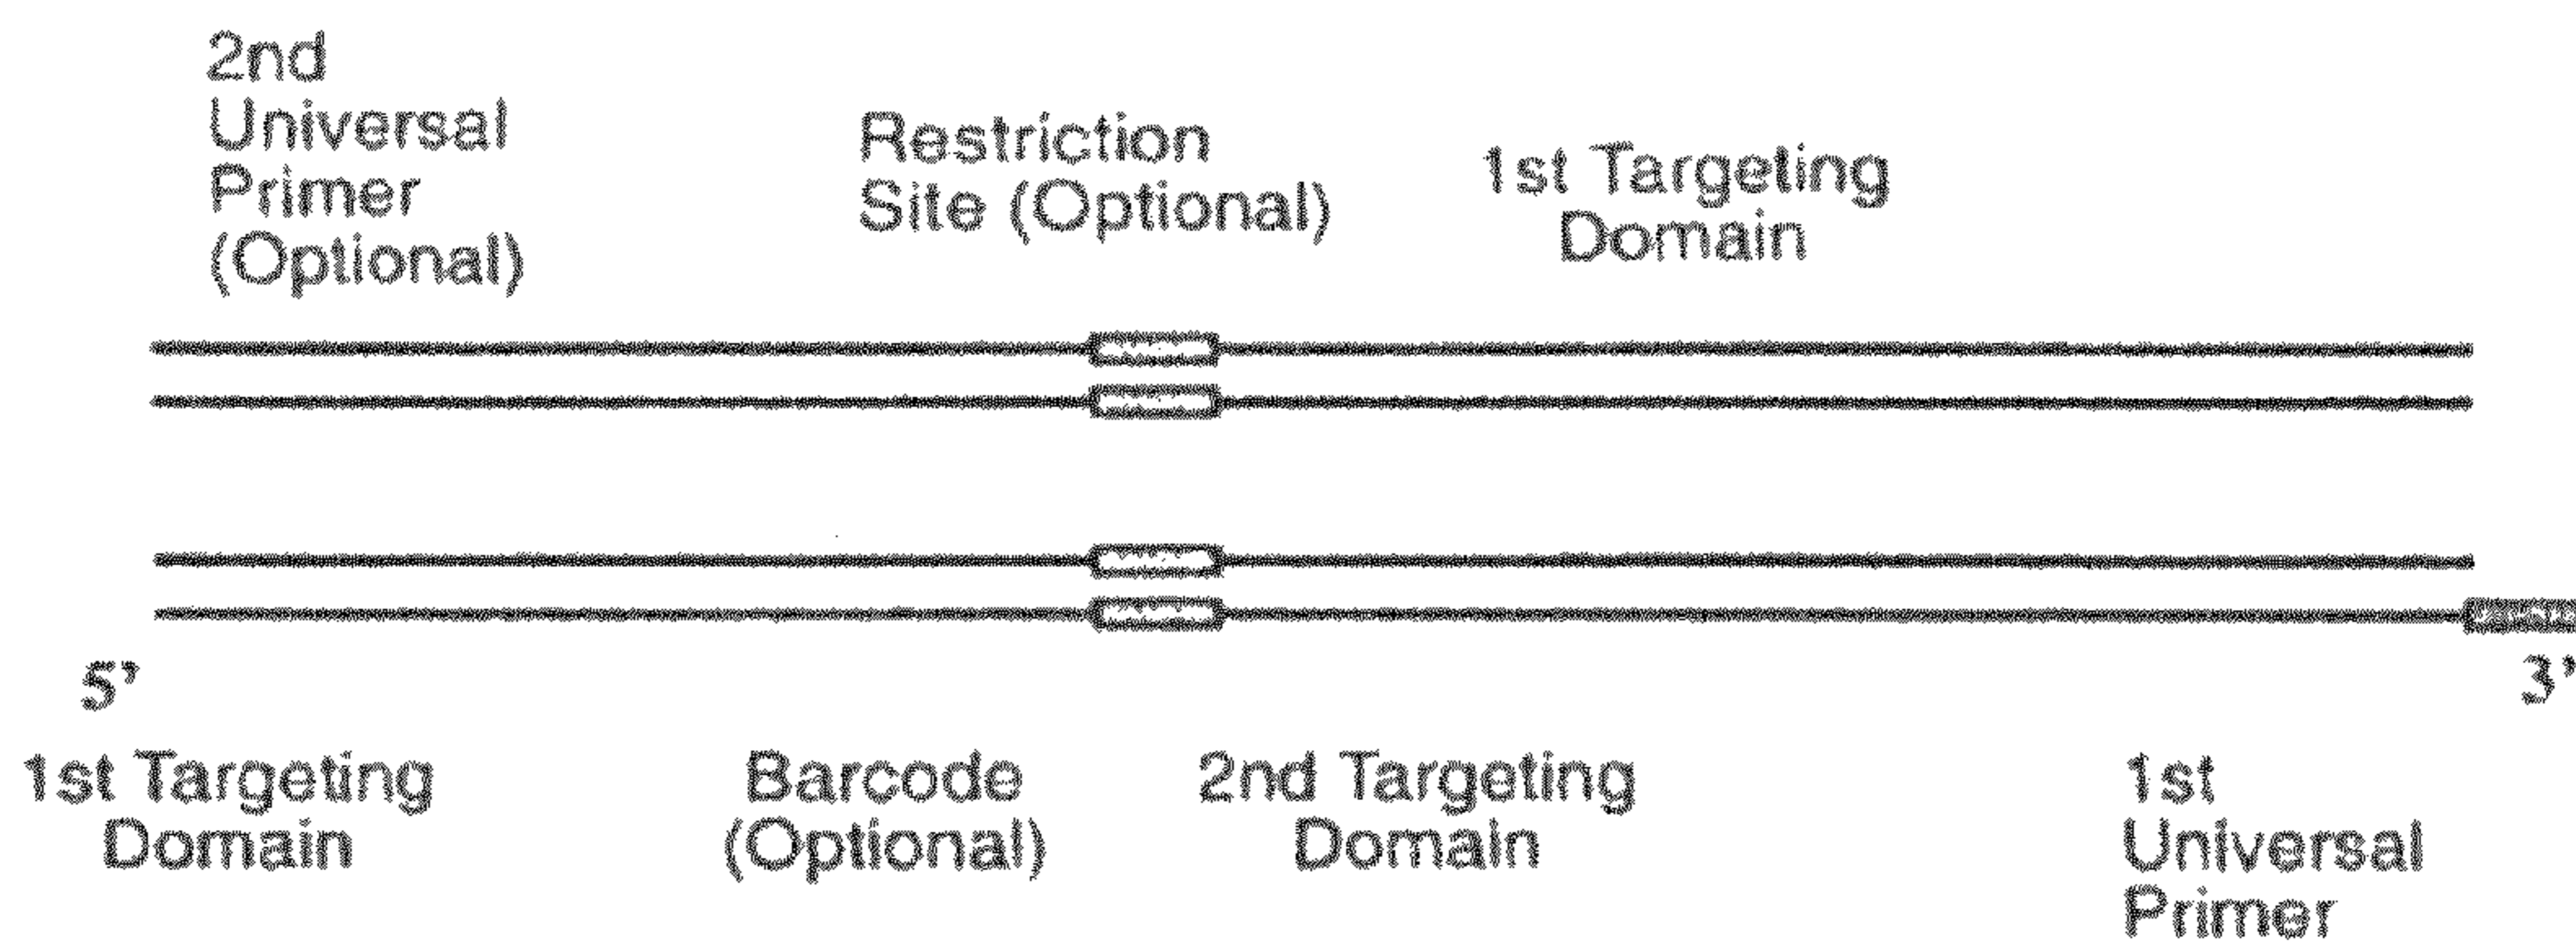 2nd
Universal
Primer
(Optional)
Restriction
Site (Optional)
1st Targeting
Domain
5'
3'
1st Targeting
Domain
Barcode
(Optional)
2nd Targeting
Domain
1st
Universal
Primer